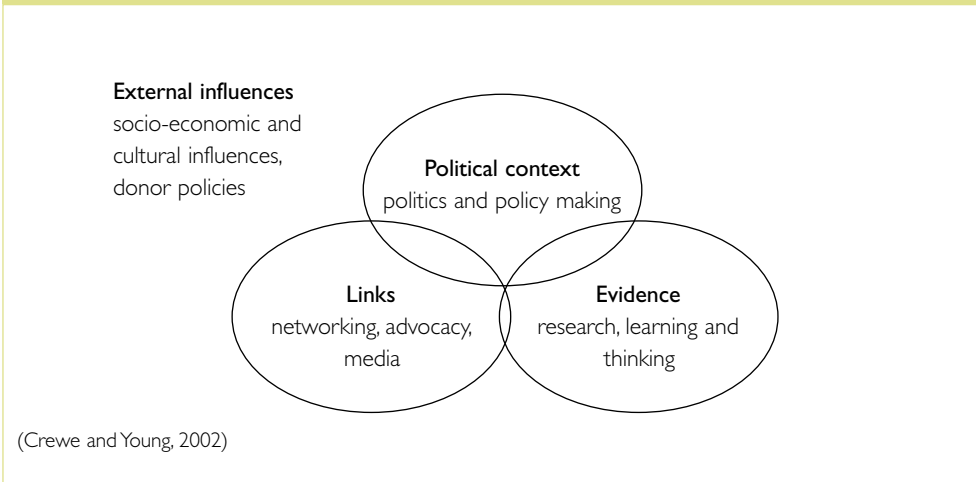 External influences
socio-economic and
cultural influences,
donor policies
Political context
politics and policy making
Links
networking, advocacy,
media
Evidence
research, learning and
thinking
(Crewe and Young, 2002)